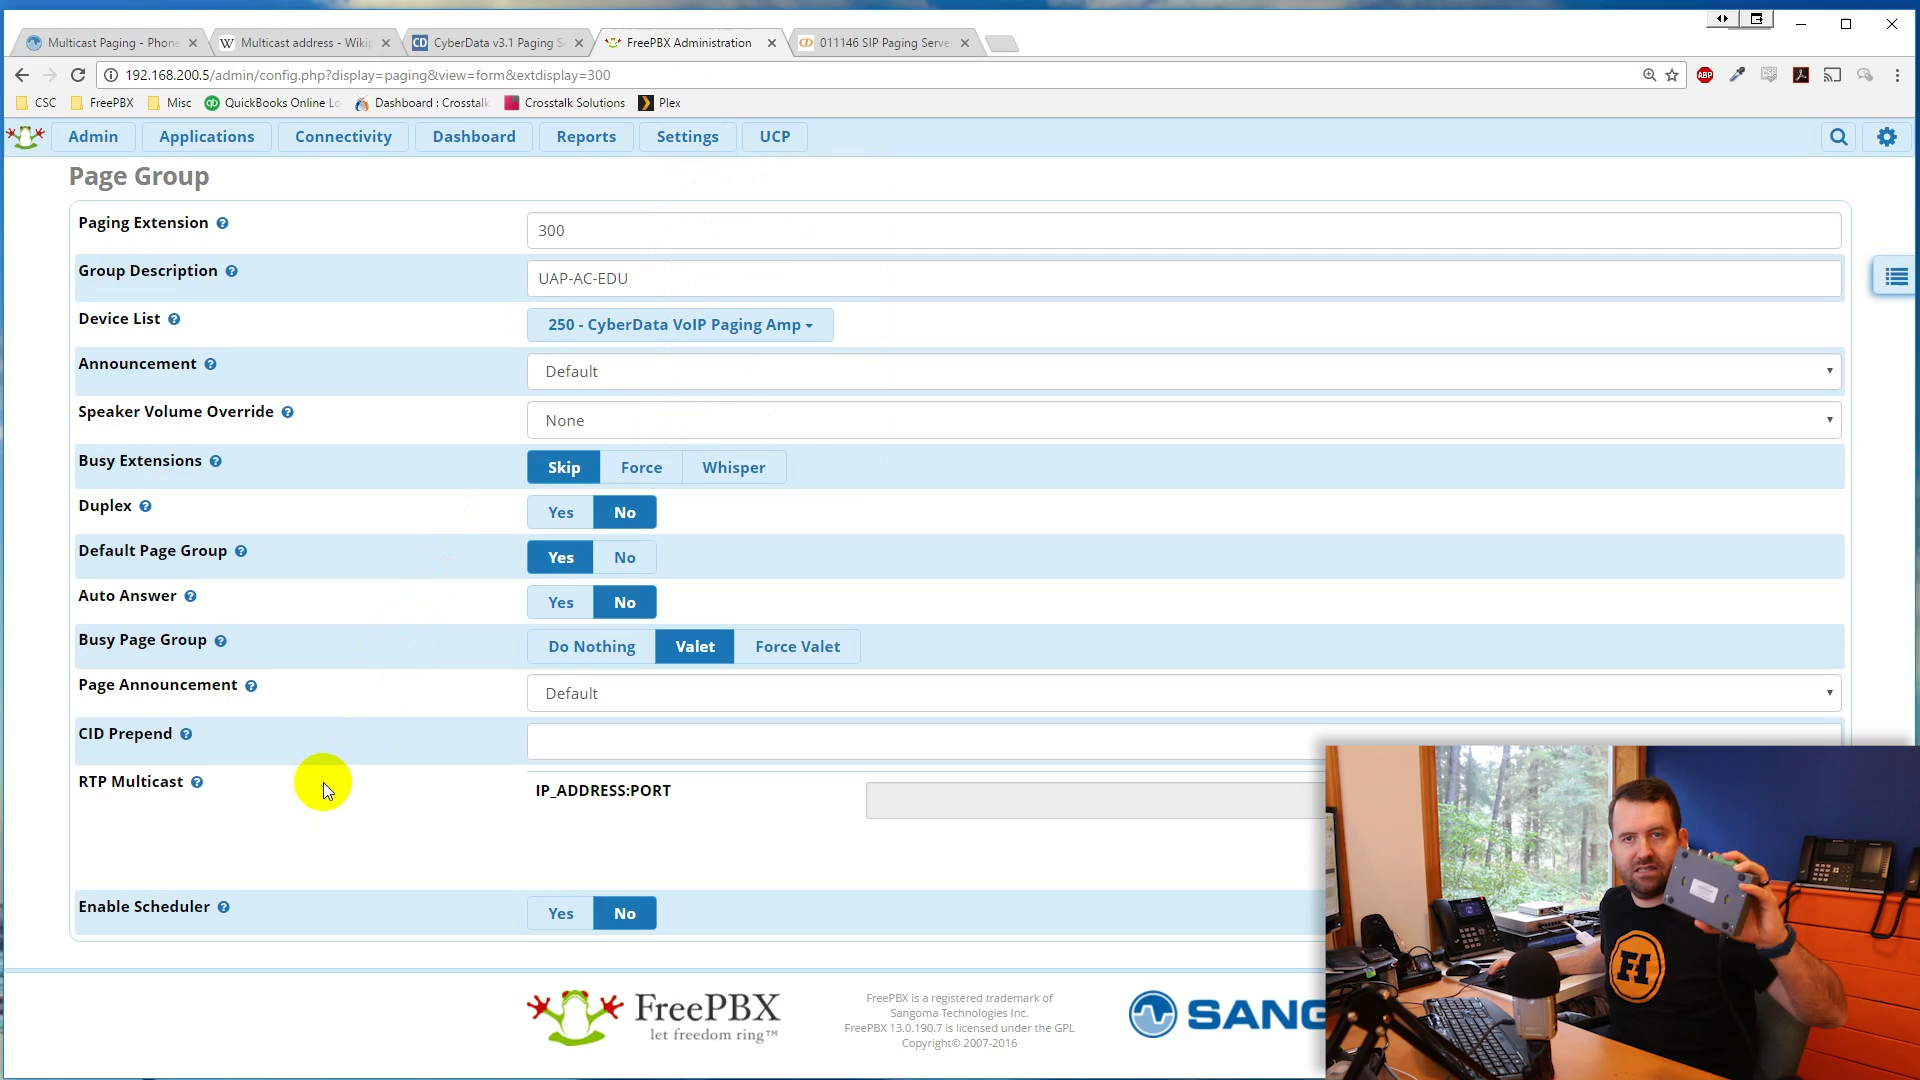 Multicast Paging - Phone
Multicast address - Wiki
CyberData v3.1 Paging S
FreePBX Administration
011146 SIP Paging Serve
192.168.200.5/admin/config.php?display=paging&view=form&extdisplay=300
CSC
FreePBX
Misc
QuickBooks Online Lo
Dashboard : Crosstalk
Crosstalk Solutions
Plex
Admin
Applications
Connectivity
Dashboard
Reports
Settings
UCP
Page Group
Paging Extension
300
Group Description
UAP-AC-EDU
Device List
250 - CyberData VoIP Paging Amp
Announcement
Default
Speaker Volume Override
None
Busy Extensions
Skip
Force
Whisper
Duplex
Yes
No
Default Page Group
Yes
No
Auto Answer
Yes
No
Busy Page Group
Do Nothing
Valet
Force Valet
Page Announcement
Default
CID Prepend
RTP Multicast
IP_ADDRESS:PORT
Enable Scheduler
Yes
No
FreePBX
let freedom ring™
FreePBX is a registered trademark of
Sangoma Technologies Inc.
FreePBX 13.0.190.7 is licensed under the GPL
Copyright© 2007-2016
SANG